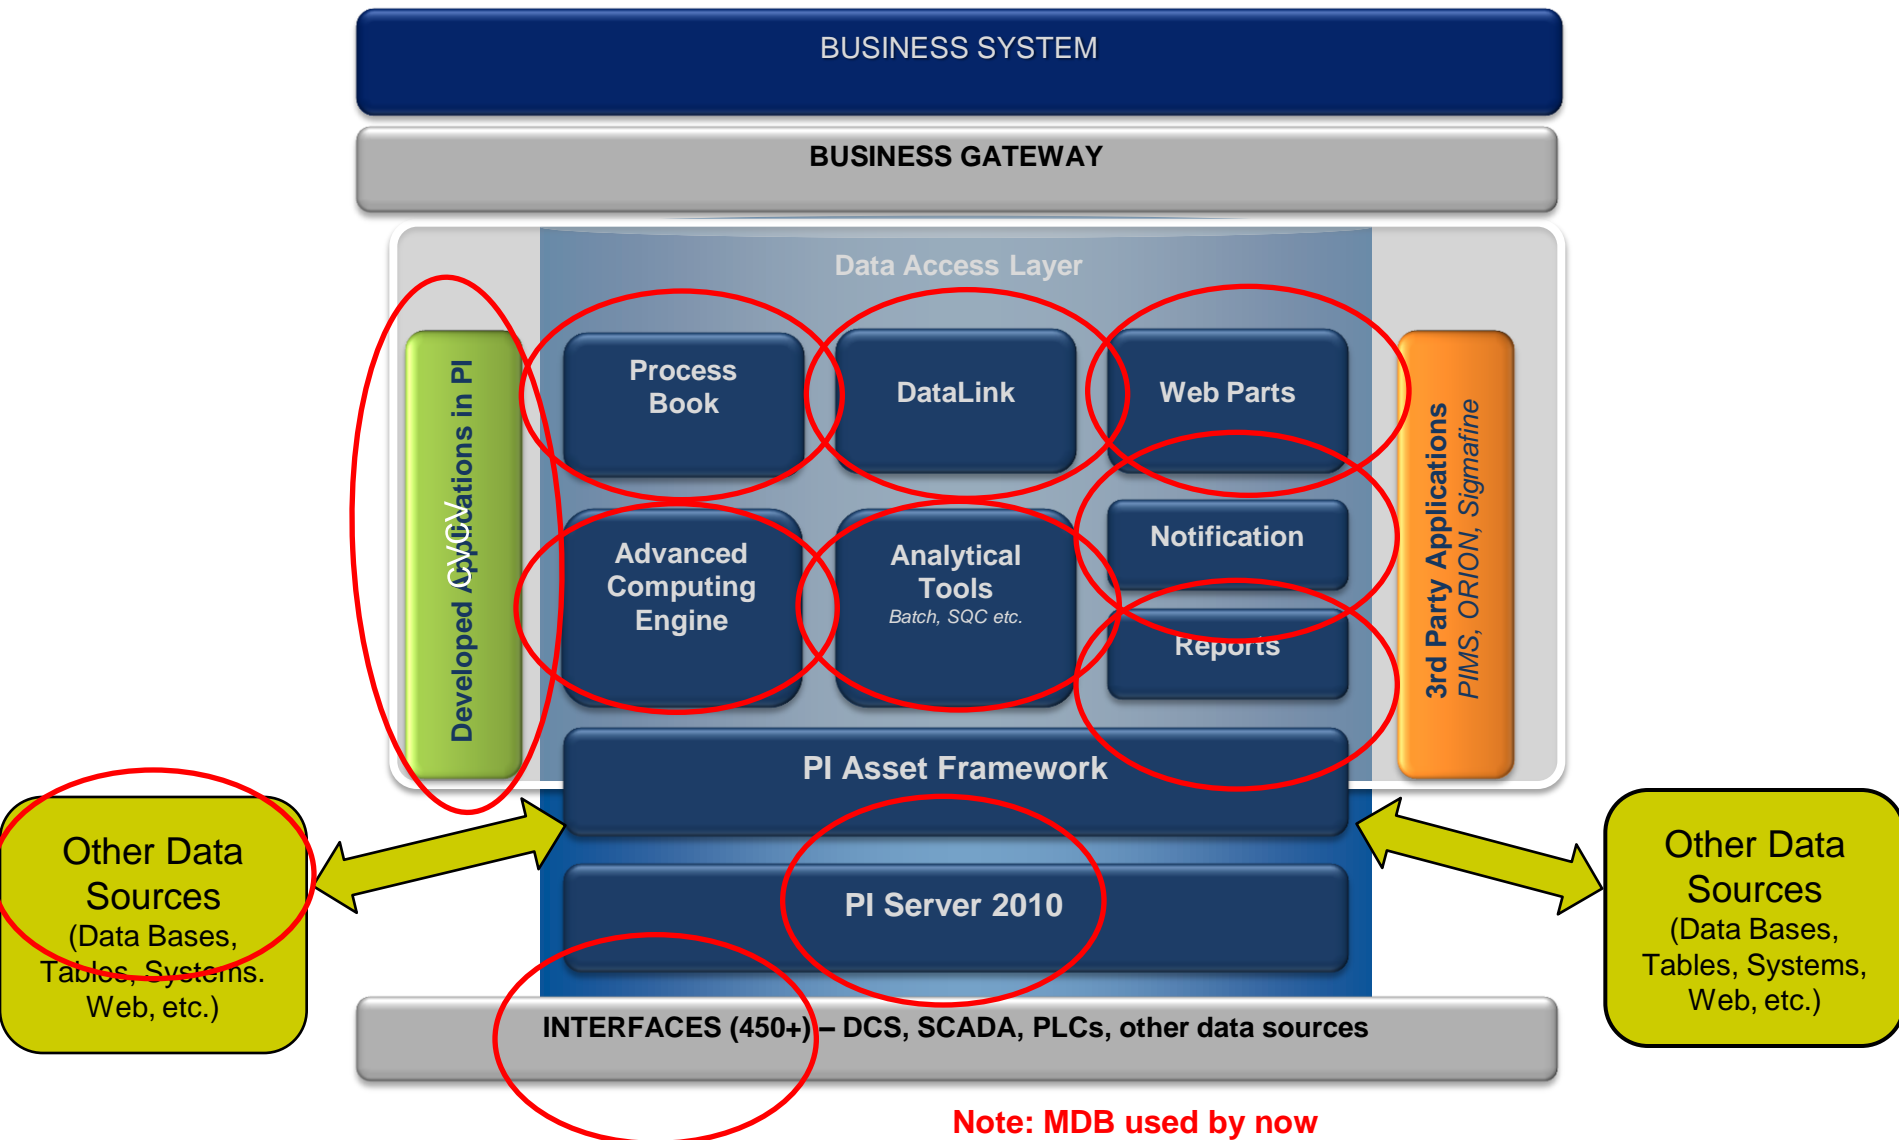 BUSINESS SYSTEM
BUSINESS GATEWAY
Data Access Layer
Developed Applications in PI
CVCV
Process
Book
DataLink
Web Parts
Advanced
Computing
Engine
Analytical
Tools
Batch, SQC etc.
Notification
Reports
3rd Party Applications
PIMS, ORION, Sigmafine
PI Asset Framework
Other Data
Sources
(Data Bases,
Tables, Systems.
Web, etc.)
PI Server 2010
Other Data
Sources
(Data Bases,
Tables, Systems,
Web, etc.)
INTERFACES (450+) – DCS, SCADA, PLCs, other data sources
Note: MDB used by now